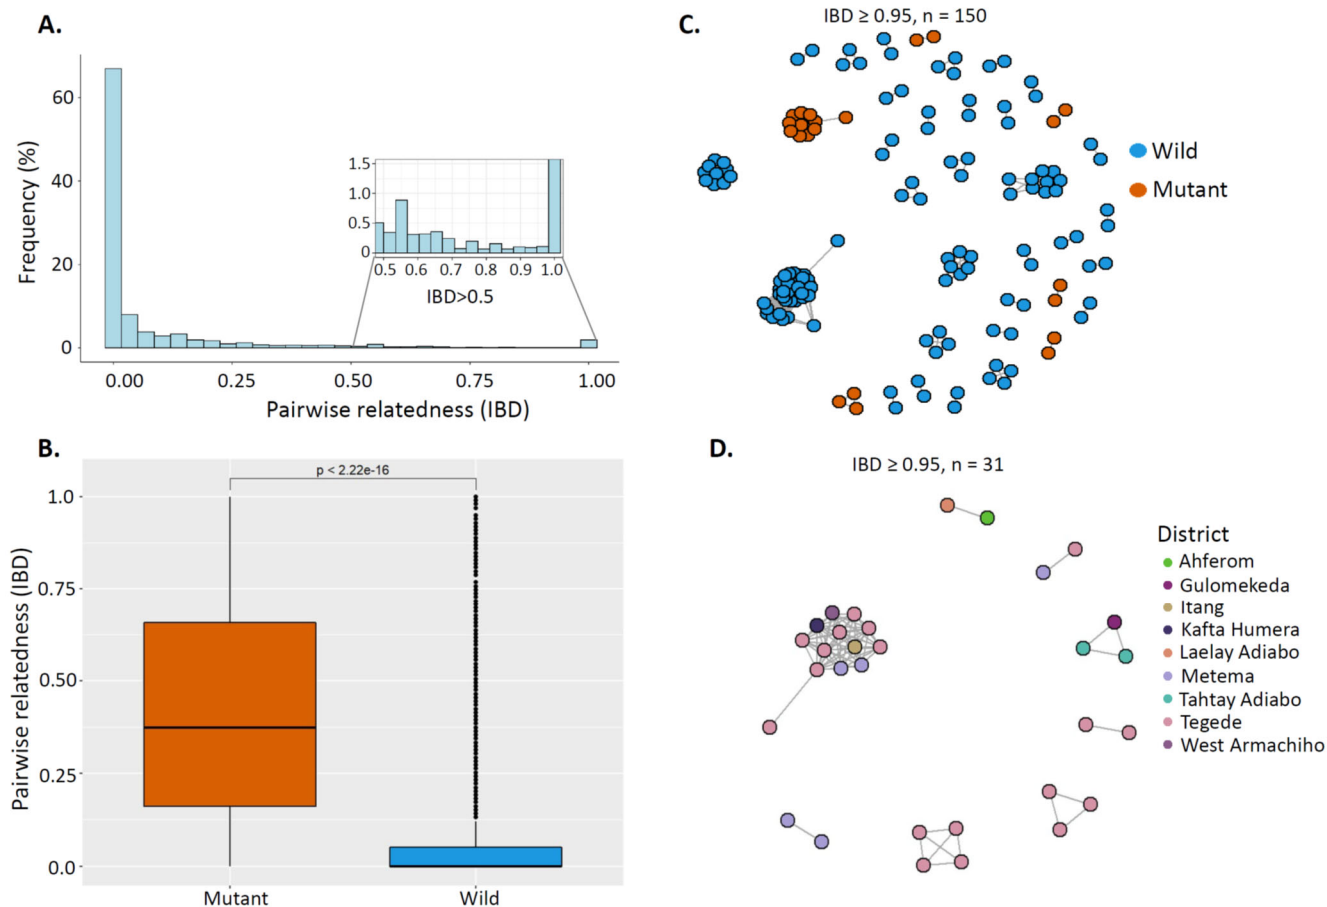 A.
Frequency (%)
60
40
20
0
0.00 0.25 0.50 0.75 1.00
Pairwise relatedness (IBD)
1.5
1.0
0.5
0
0.5 0.6 0.7 0.8 0.9 1.0
IBD>0.5
B.
p < 2.22e-16
Pairwise relatedness (IBD)
1.0
0.75
0.50
0.25
0.0
Mutant Wild
C.
IBD ≥ 0.95, n = 150
Wild
Mutant
D.
IBD ≥ 0.95, n = 31
District
Ahferom
Gulomekeda
Itang
Kafta Humera
Laelay Adiabo
Metema
Tahtay Adiabo
Tegede
West Armachiho